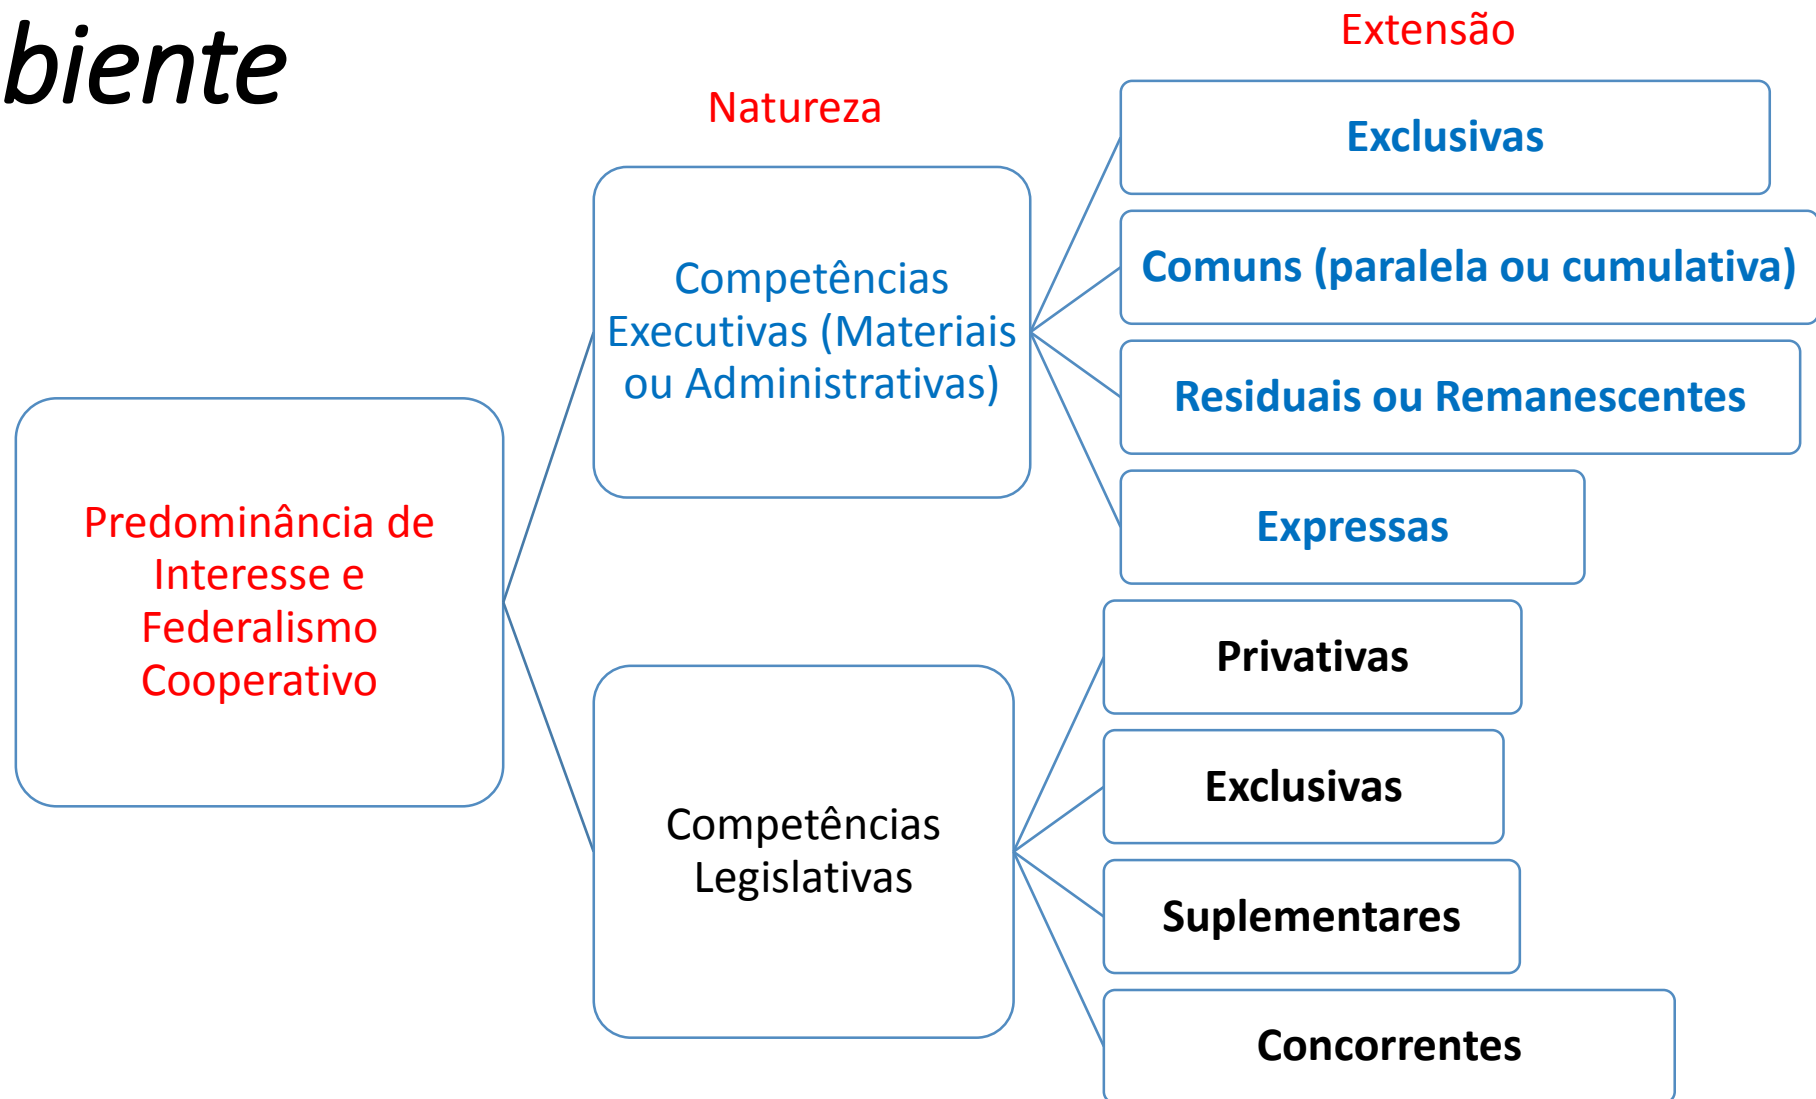 biente
Extensão
Natureza
Exclusivas
Comuns (paralela ou cumulativa)
Residuais ou Remanescentes
Expressas
Competências
Executivas (Materiais
ou Administrativas)
Predominância de
Interesse e
Federalismo
Cooperativo
Competências
Legislativas
Privativas
Exclusivas
Suplementares
Concorrentes